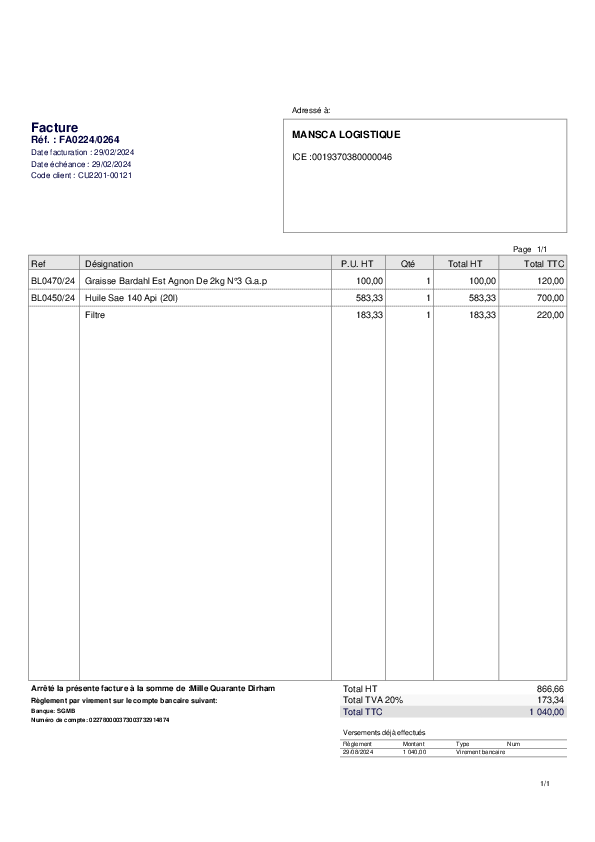 Adressé à:
Facture
Réf. : FA0224/0264
Date facturation : 29/02/2024
Date échéance : 29/02/2024
Code client : CU2201-00121
MANSCA LOGISTIQUE
ICE :0019370380000046
Page 1/1
Ref Désignation P.U. HT Qté Total HT Total TTC
BL0470/24 Graisse Bardahl Est Agnon De 2kg N°3 G.a.p 100,00 1 100,00 120,00
BL0450/24 Huile Sae 140 Api (20l) 583,33 1 583,33 700,00
Filtre 183,33 1 183,33 220,00
Arrêté la présente facture à la somme de :Mille Quarante Dirham
Règlement par virement sur le compte bancaire suivant:
Banque: SGMB
Numéro de compte: 022780000373003732914874
Total HT 866,66
Total TVA 20% 173,34
Total TTC 1 040,00
Versements déjà effectués
Règlement Montant Type Num
29/08/2024 1 040,00 Virement bancaire
1/1